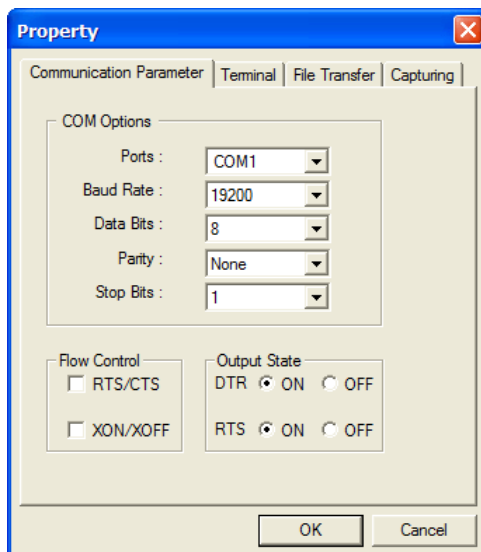 Property
Communication Parameter Terminal File Transfer Capturing
COM Options
Ports : COM1
Baud Rate : 19200
Data Bits : 8
Parity : None
Stop Bits : 1
Flow Control
RTS/CTS
XON/XOFF
Output State
DTR ON OFF
RTS ON OFF
OK Cancel